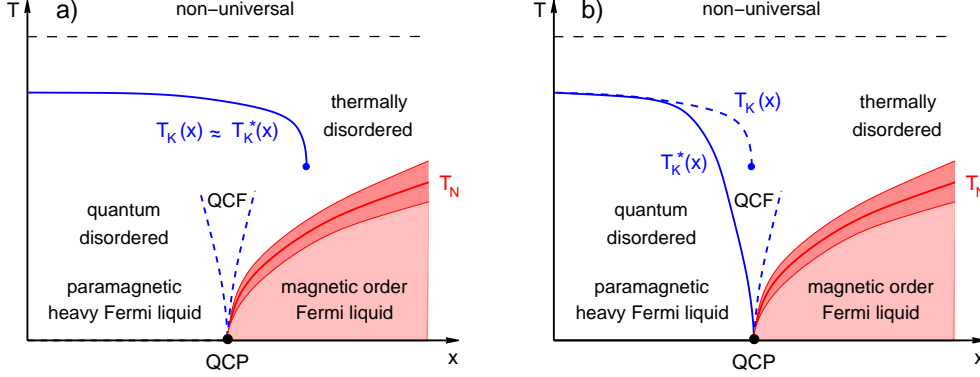 T
a)
non−universal
thermally
disordered
T_K(x) ≈ T_K^*(x)
QCF
T_N
quantum
disordered
paramagnetic
heavy Fermi liquid
magnetic order
Fermi liquid
QCP
x
T
b)
non−universal
T_K(x)
thermally
disordered
T_K^*(x)
QCF
T_N
quantum
disordered
paramagnetic
heavy Fermi liquid
magnetic order
Fermi liquid
QCP
x